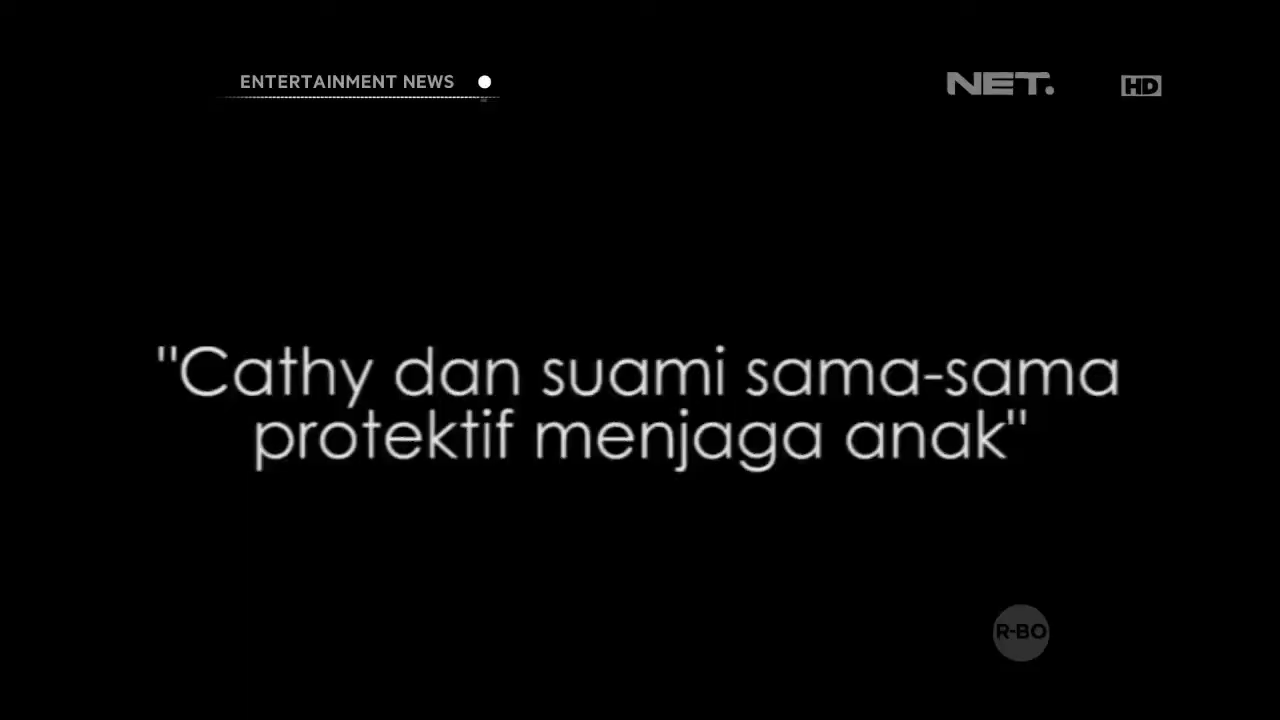 ENTERTAINMENT NEWS
NET.
HD
"Cathy dan suami sama-sama
protektif menjaga anak"
R-BO